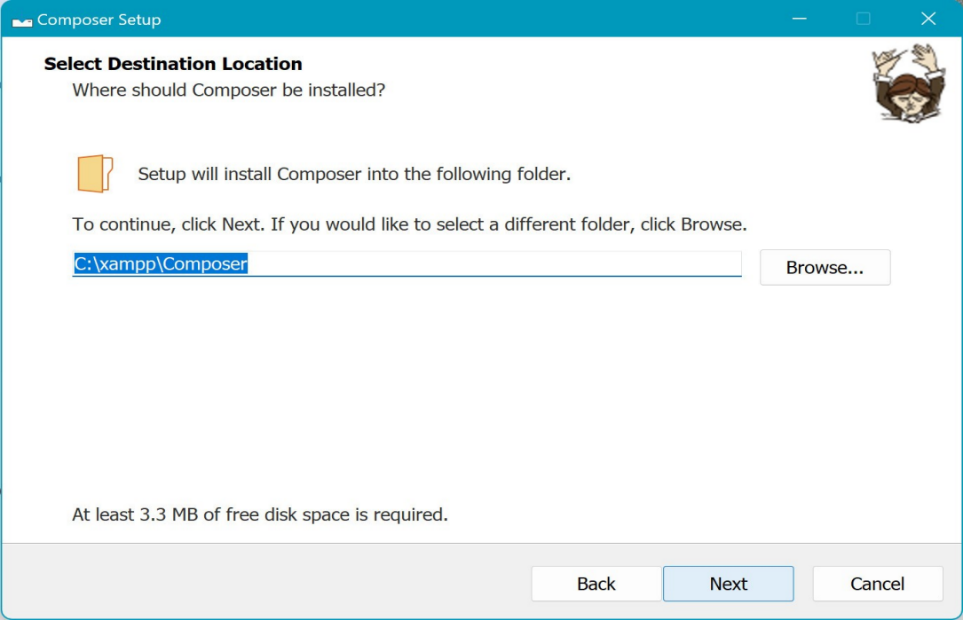 Composer Setup
Select Destination Location
Where should Composer be installed?
Setup will install Composer into the following folder.
To continue, click Next. If you would like to select a different folder, click Browse.
C:\xampp\Composer
Browse...
At least 3.3 MB of free disk space is required.
Back
Next
Cancel